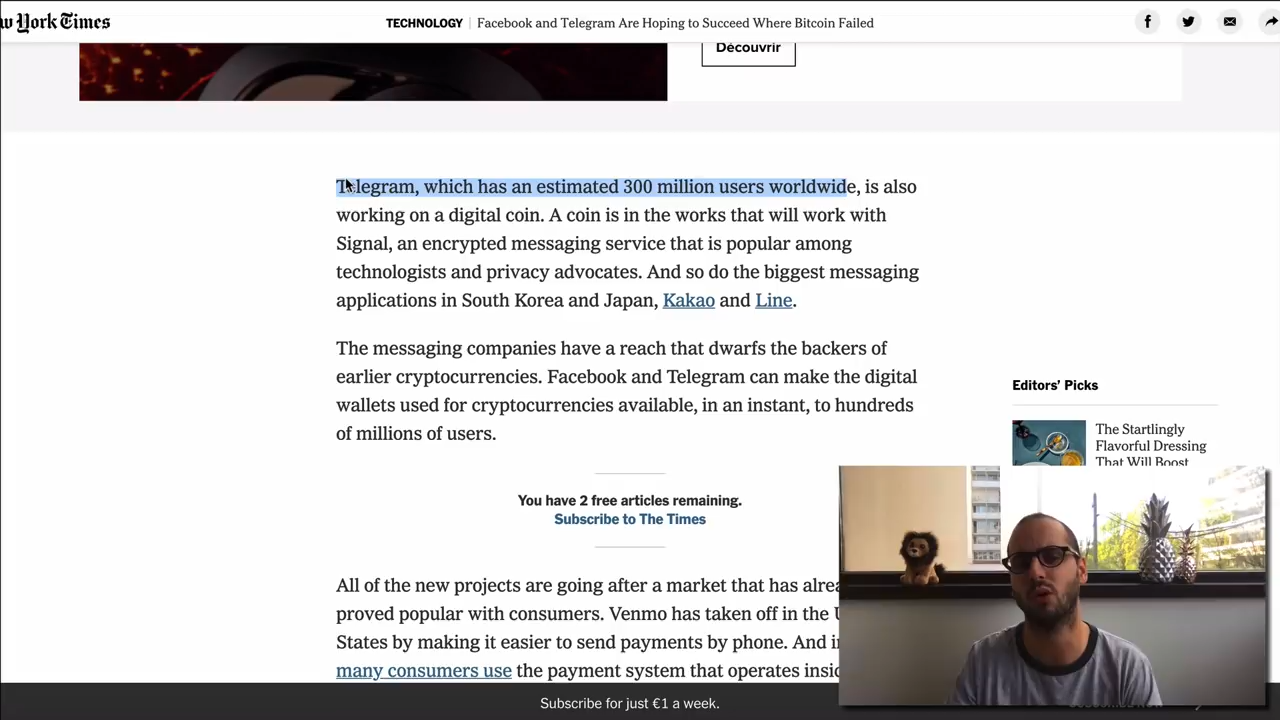 w York Times
TECHNOLOGY | Facebook and Telegram Are Hoping to Succeed Where Bitcoin Failed
Découvrir
Telegram, which has an estimated 300 million users worldwide, is also
working on a digital coin. A coin is in the works that will work with
Signal, an encrypted messaging service that is popular among
technologists and privacy advocates. And so do the biggest messaging
applications in South Korea and Japan, Kakao and Line.
The messaging companies have a reach that dwarfs the backers of
earlier cryptocurrencies. Facebook and Telegram can make the digital
wallets used for cryptocurrencies available, in an instant, to hundreds
of millions of users.
Editors’ Picks
The Startlingly
Flavorful Dressing
That Will Boost
You have 2 free articles remaining.
Subscribe to The Times
All of the new projects are going after a market that has alrea
proved popular with consumers. Venmo has taken off in the U
States by making it easier to send payments by phone. And in
many consumers use the payment system that operates insid
Subscribe for just €1 a week.